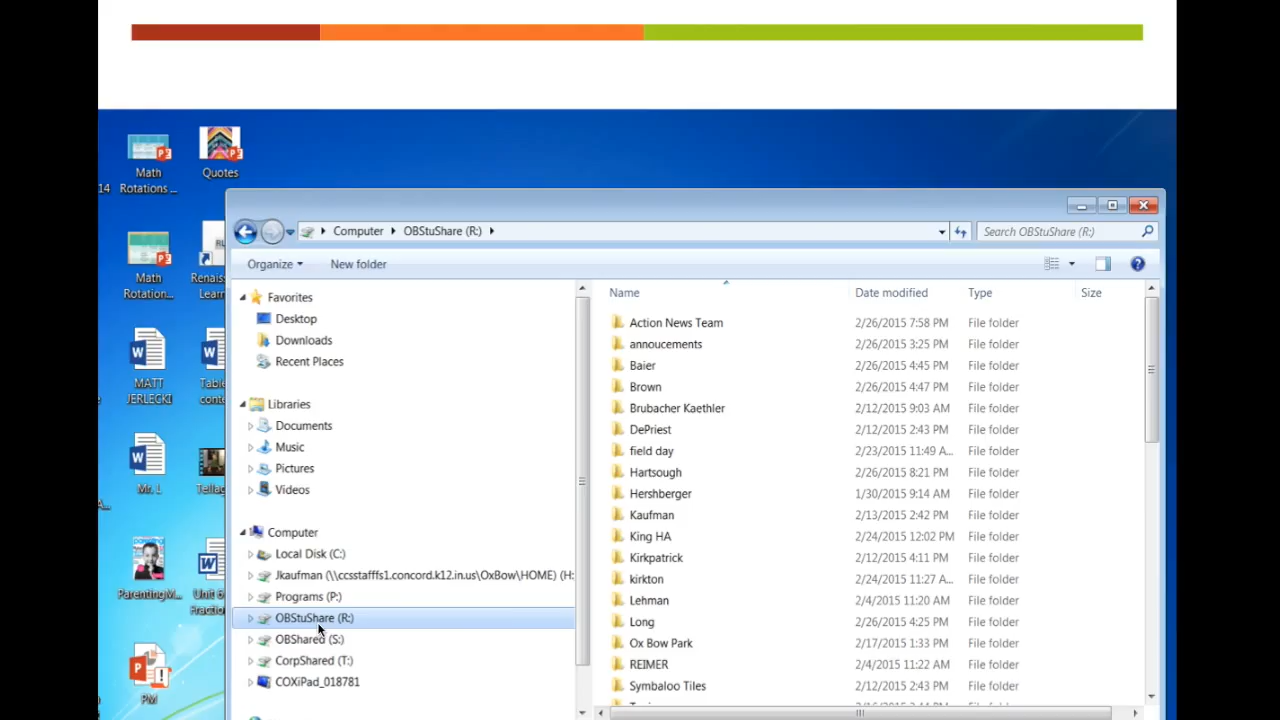 Quotes
Math
Rotations ...
14
Computer
OBStuShare (R:)
Search OBStuShare (R:)
Organize
New folder
Math
Rotation...
Renais
Learn
Favorites
Desktop
Downloads
Recent Places
Libraries
Documents
Music
Pictures
Videos
Computer
Local Disk (C:)
Jkaufman (\\ccsstafffs1.concord.k12.in.us\OxBow\HOME) (H:
Programs (P:)
OBStuShare (R:)
OBShared (S:)
CorpShared (T:)
COXiPad_018781
Name Date modified Type Size
Action News Team 2/26/2015 7:58 PM File folder
annoucements 2/26/2015 3:25 PM File folder
Baier 2/26/2015 4:45 PM File folder
Brown 2/26/2015 4:47 PM File folder
Brubacher Kaethler 2/12/2015 9:03 AM File folder
DePriest 2/12/2015 2:43 PM File folder
field day 2/23/2015 11:49 A... File folder
Hartsough 2/26/2015 8:21 PM File folder
Hershberger 1/30/2015 9:14 AM File folder
Kaufman 2/13/2015 2:42 PM File folder
King HA 2/24/2015 12:02 PM File folder
Kirkpatrick 2/12/2015 4:11 PM File folder
kirkton 2/24/2015 11:27 A... File folder
Lehman 2/4/2015 11:20 AM File folder
Long 2/26/2015 4:25 PM File folder
Ox Bow Park 2/17/2015 1:33 PM File folder
REIMER 2/4/2015 11:22 AM File folder
Symbaloo Tiles 2/12/2015 2:43 PM File folder
MATT
JERLECKI
Table
conte
Mr. L
Tellag
ParentingM...
Unit 6
Fraction
PM